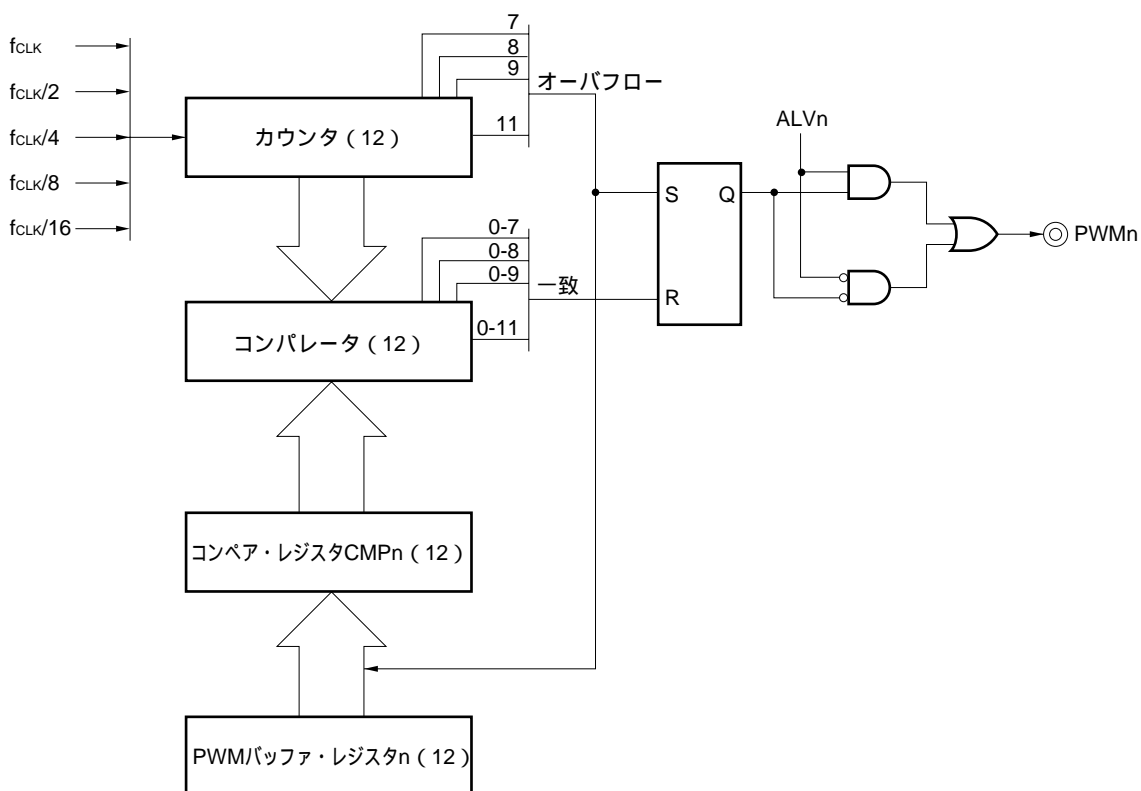 fCLK
fCLK/2
fCLK/4
fCLK/8
fCLK/16
カウンタ(12)
7
8
9
11
オーバフロー
コンパレータ(12)
0-7
0-8
0-9
0-11
一致
S
Q
R
ALVn
PWMn
コンペア・レジスタCMPn(12)
PWMバッファ・レジスタn(12)